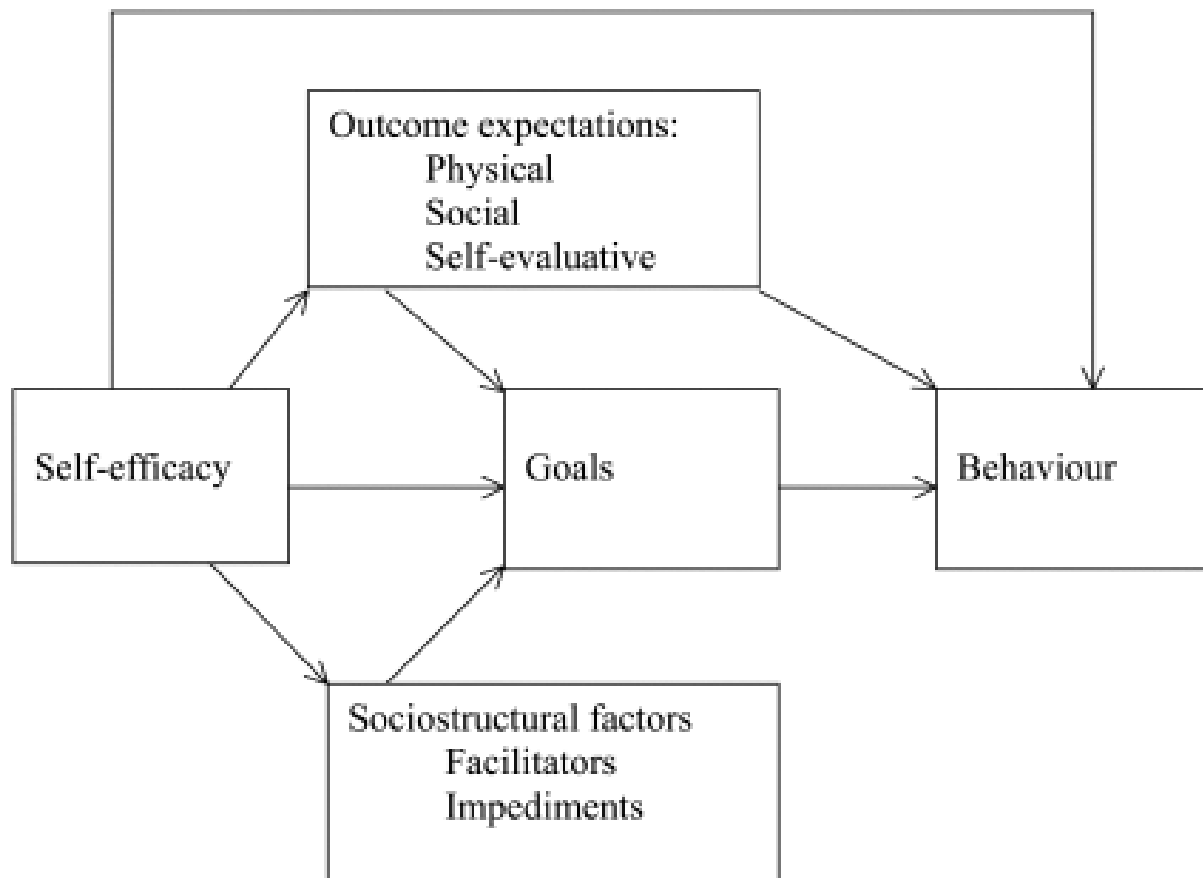 Outcome expectations:
Physical
Social
Self-evaluative
Self-efficacy
Goals
Behaviour
Sociostructural factors
Facilitators
Impediments